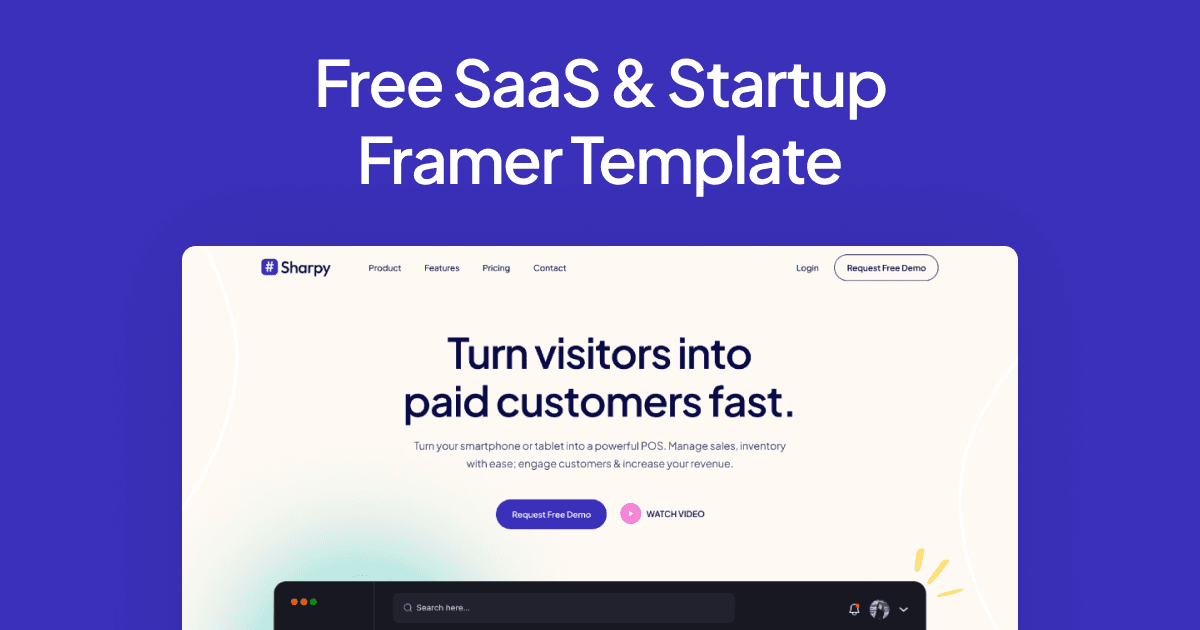 Free SaaS & Startup
Framer Template
# Sharpy
Product
Features
Pricing
Contact
Login
Request Free Demo
Turn visitors into
paid customers fast.
Turn your smartphone or tablet into a powerful POS. Manage sales, inventory
with ease; engage customers & increase your revenue.
Request Free Demo
WATCH VIDEO
Search here...